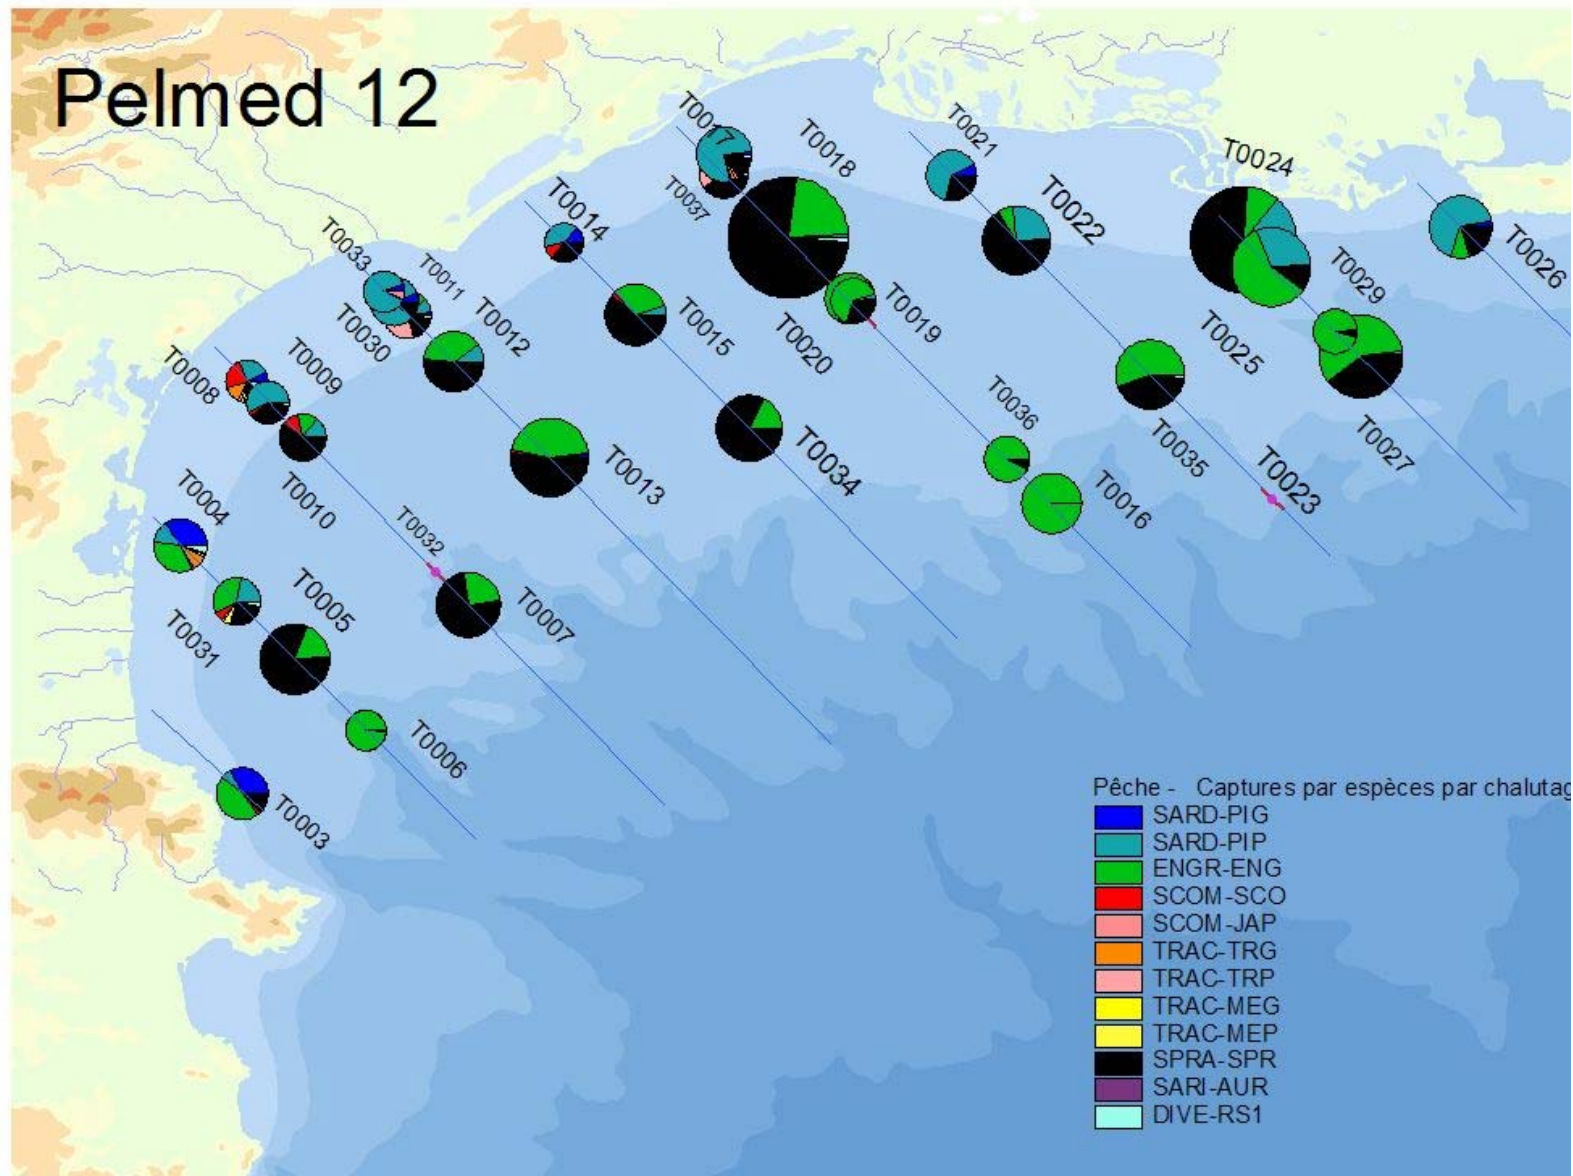 Pelmed 12
T0017
T0018
T0021
T0024
T0037
T0014
T0022
T0026
T0033
T0011
T0029
T0012
T0015
T0019
T0020
T0030
T0025
T0009
T0008
T0036
T0027
T0035
T0034
T0013
T0023
T0016
T0004
T0010
T0032
T0005
T0007
T0031
T0006
T0003
Pêche - Captures par espèces par chalutag
SARD-PIG
SARD-PIP
ENGR-ENG
SCOM-SCO
SCOM-JAP
TRAC-TRG
TRAC-TRP
TRAC-MEG
TRAC-MEP
SPRA-SPR
SARI-AUR
DIVE-RS1